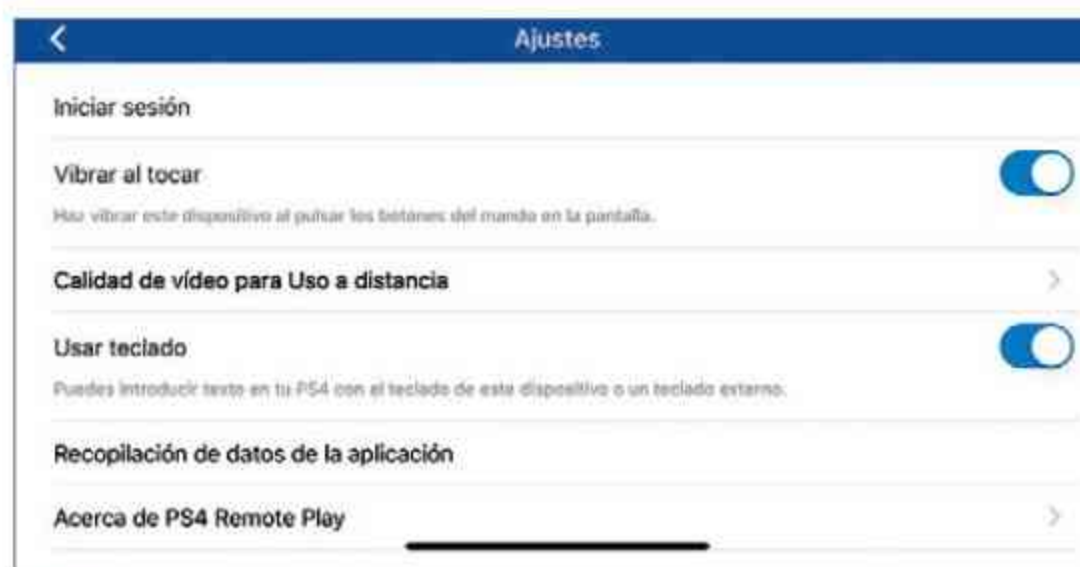 Ajustes
Iniciar sesión
Vibrar al tocar
Haz vibrar este dispositivo al pulsar los botones del mando en la pantalla.
Calidad de vídeo para Uso a distancia
Usar teclado
Puedes introducir texto en tu PS4 con el teclado de este dispositivo o un teclado externo.
Recopilación de datos de la aplicación
Acerca de PS4 Remote Play